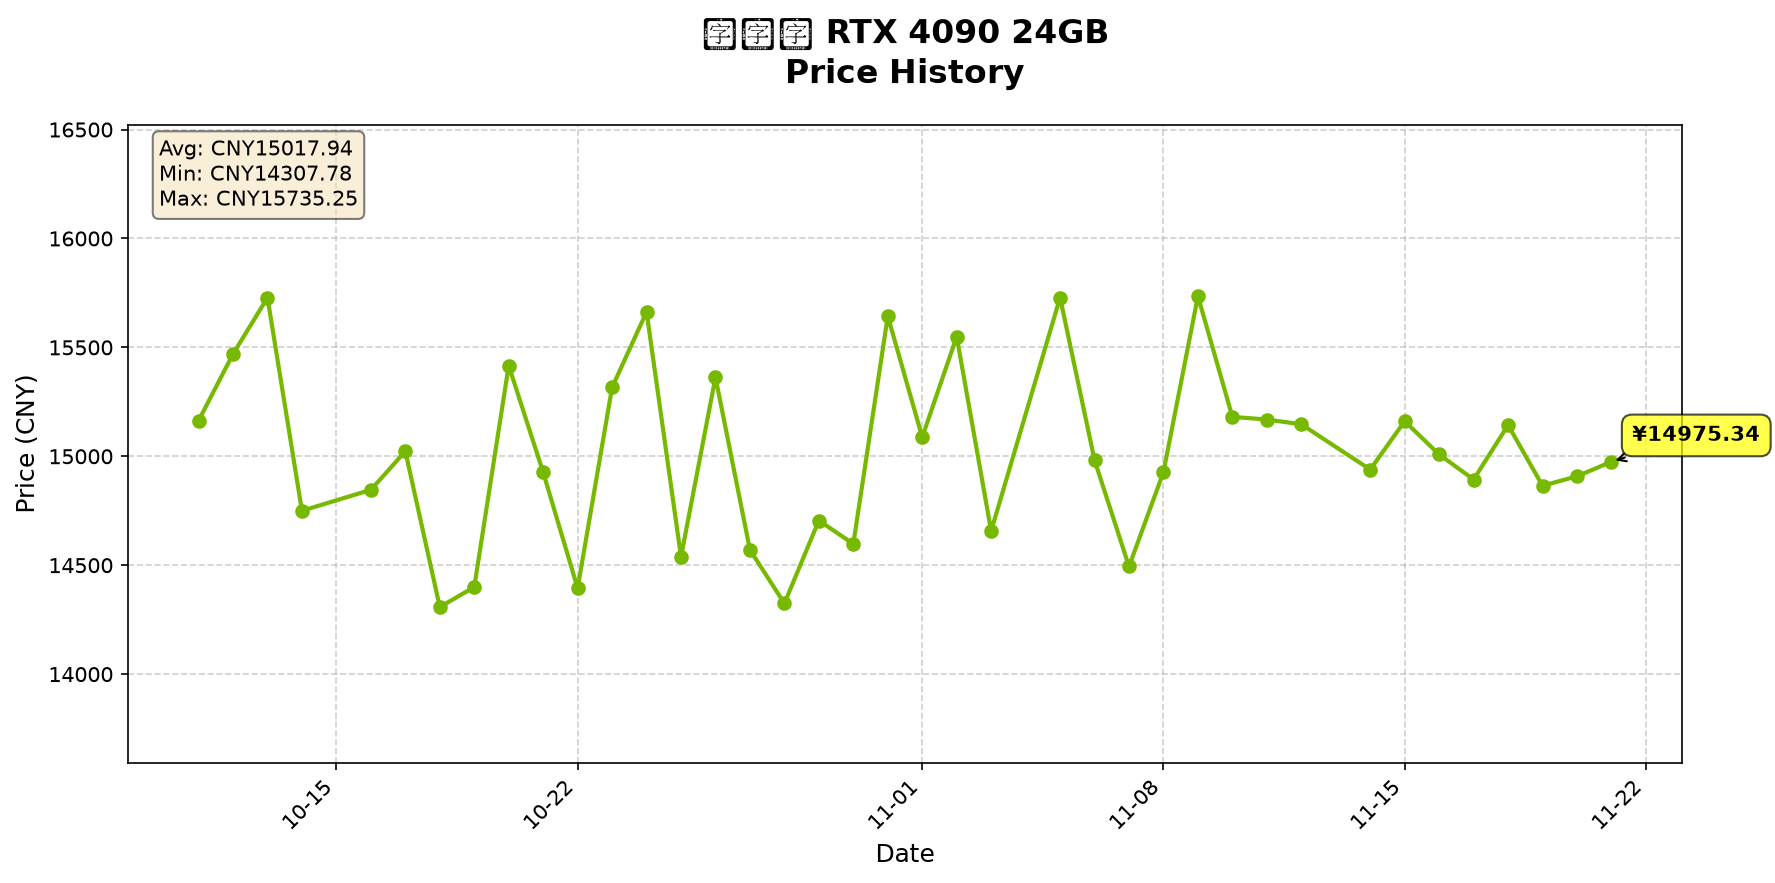 RTX 4090 24GB
Price History
Avg: CNY15017.94
Min: CNY14307.78
Max: CNY15735.25
16500
16000
15500
15000
14500
14000
Price (CNY)
¥14975.34
10-15
10-22
11-01
11-08
11-15
11-22
Date